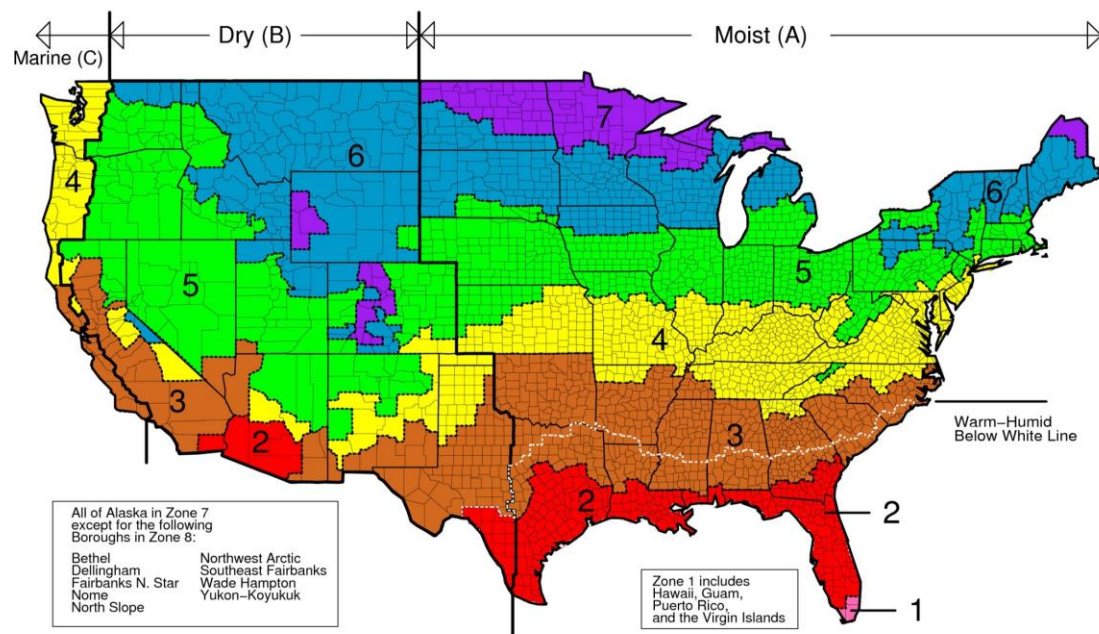 Marine (C)
Dry (B)
Moist (A)
7
6
4
6
5
5
4
3
3
2
2
Warm-Humid
Below White Line
2
1
All of Alaska in Zone 7
except for the following
Boroughs in Zone 8:
Bethel
Dellingham
Fairbanks N. Star
Nome
North Slope
Northwest Arctic
Southeast Fairbanks
Wade Hampton
Yukon-Koyukuk
Zone 1 includes
Hawaii, Guam,
Puerto Rico,
and the Virgin Islands